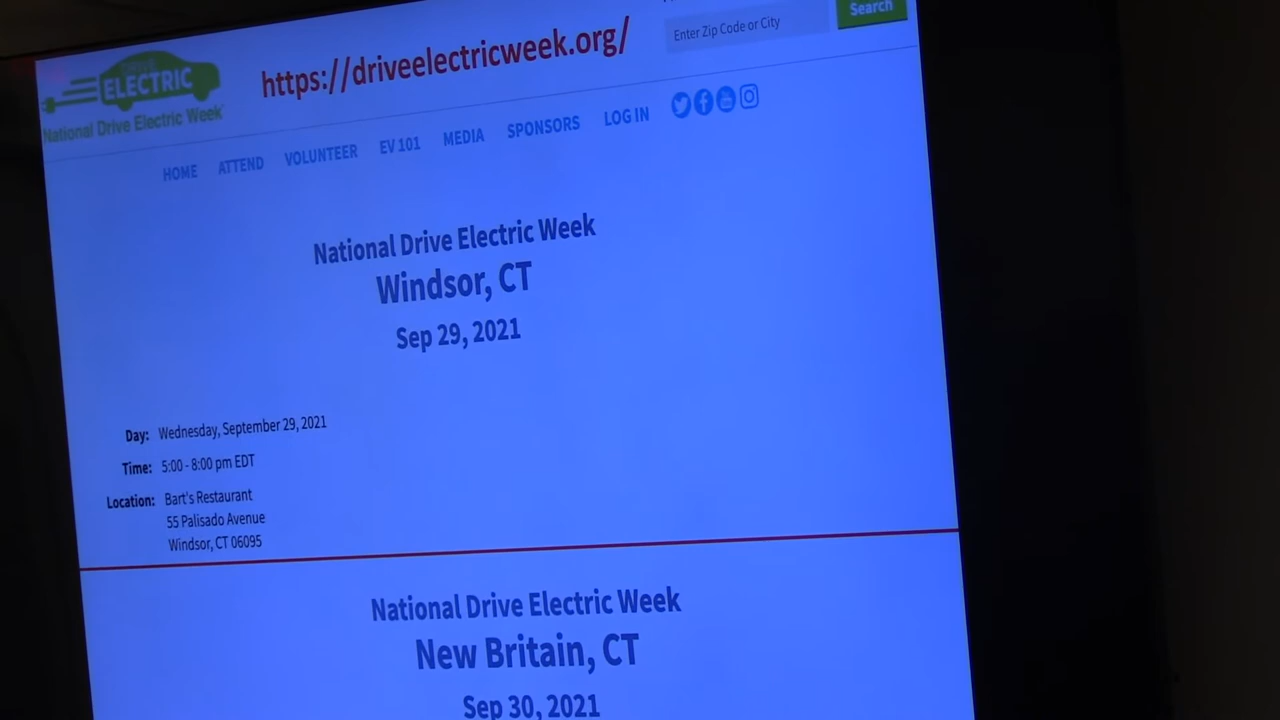 ELECTRIC
National Drive Electric Week
https://driveelectricweek.org/
Enter Zip Code or City
Search
HOME ATTEND VOLUNTEER EV 101 MEDIA SPONSORS LOG IN
National Drive Electric Week
Windsor, CT
Sep 29, 2021
Day: Wednesday, September 29, 2021
Time: 5:00 - 8:00 pm EDT
Location: Bart's Restaurant
55 Palisado Avenue
Windsor, CT 06095
National Drive Electric Week
New Britain, CT
Sep 30, 2021